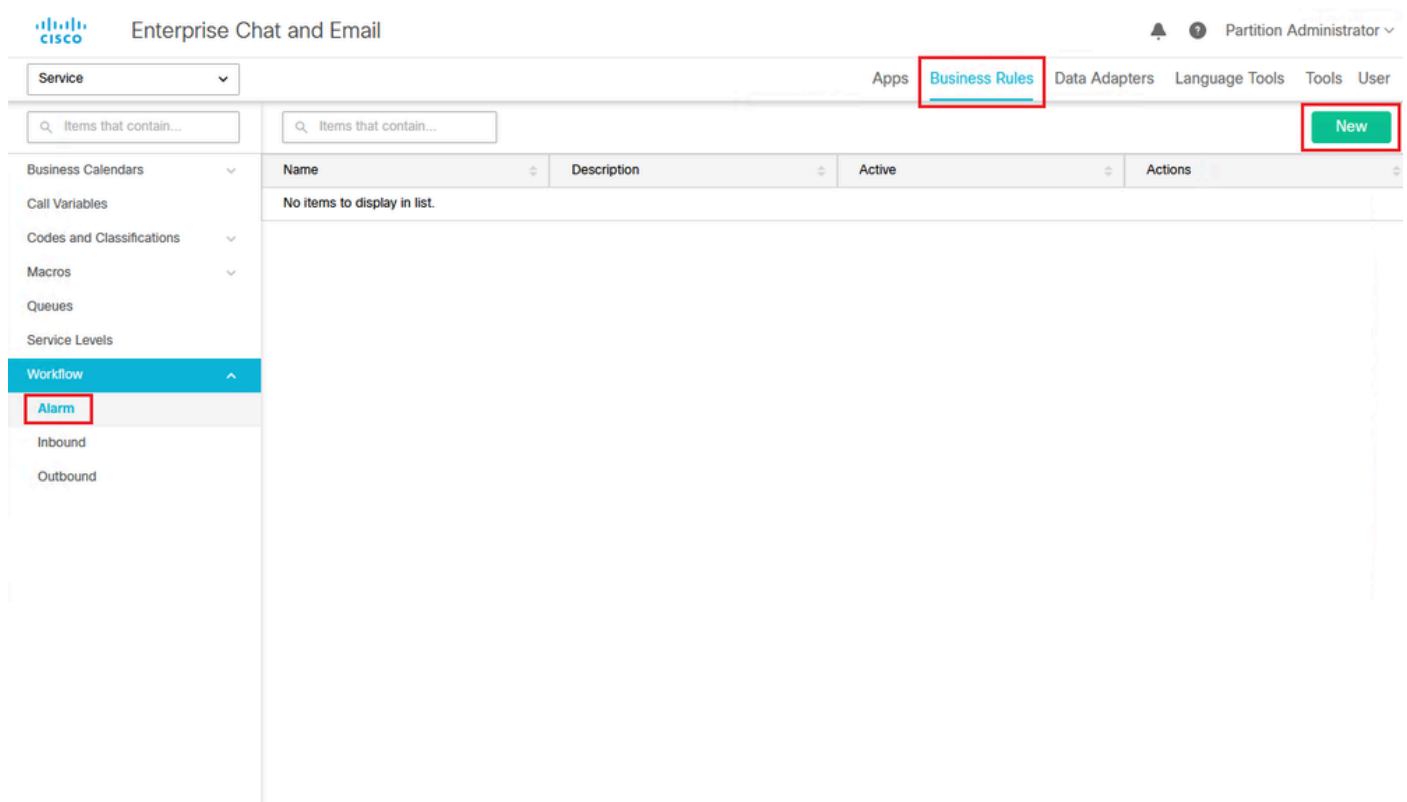 cisco
Enterprise Chat and Email
Partition Administrator
Service
Apps Business Rules Data Adapters Language Tools Tools User
Items that contain...
Items that contain...
New
Business Calendars
Name Description Active Actions
Call Variables
No items to display in list.
Codes and Classifications
Macros
Queues
Service Levels
Workflow
Alarm
Inbound
Outbound